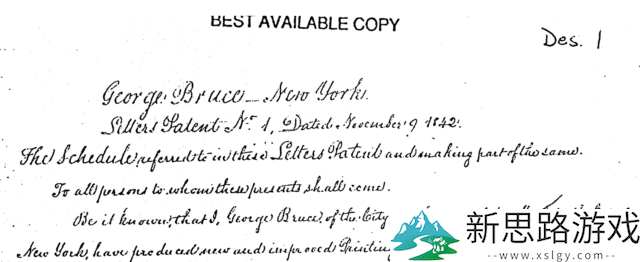 BEST AVAILABLE COPY
Des. 1
George Bruce_ New York.
Letters Patent No. 1, Dated November 9 1842.
The Schedule referred to in these Letters Patent and making part of the same.
To all persons to whom these presents shall come.
Be it known, that I, George Bruce, of the City
New York, have produced new and improved Printing
新思路游戏
--www.xslgy.com--